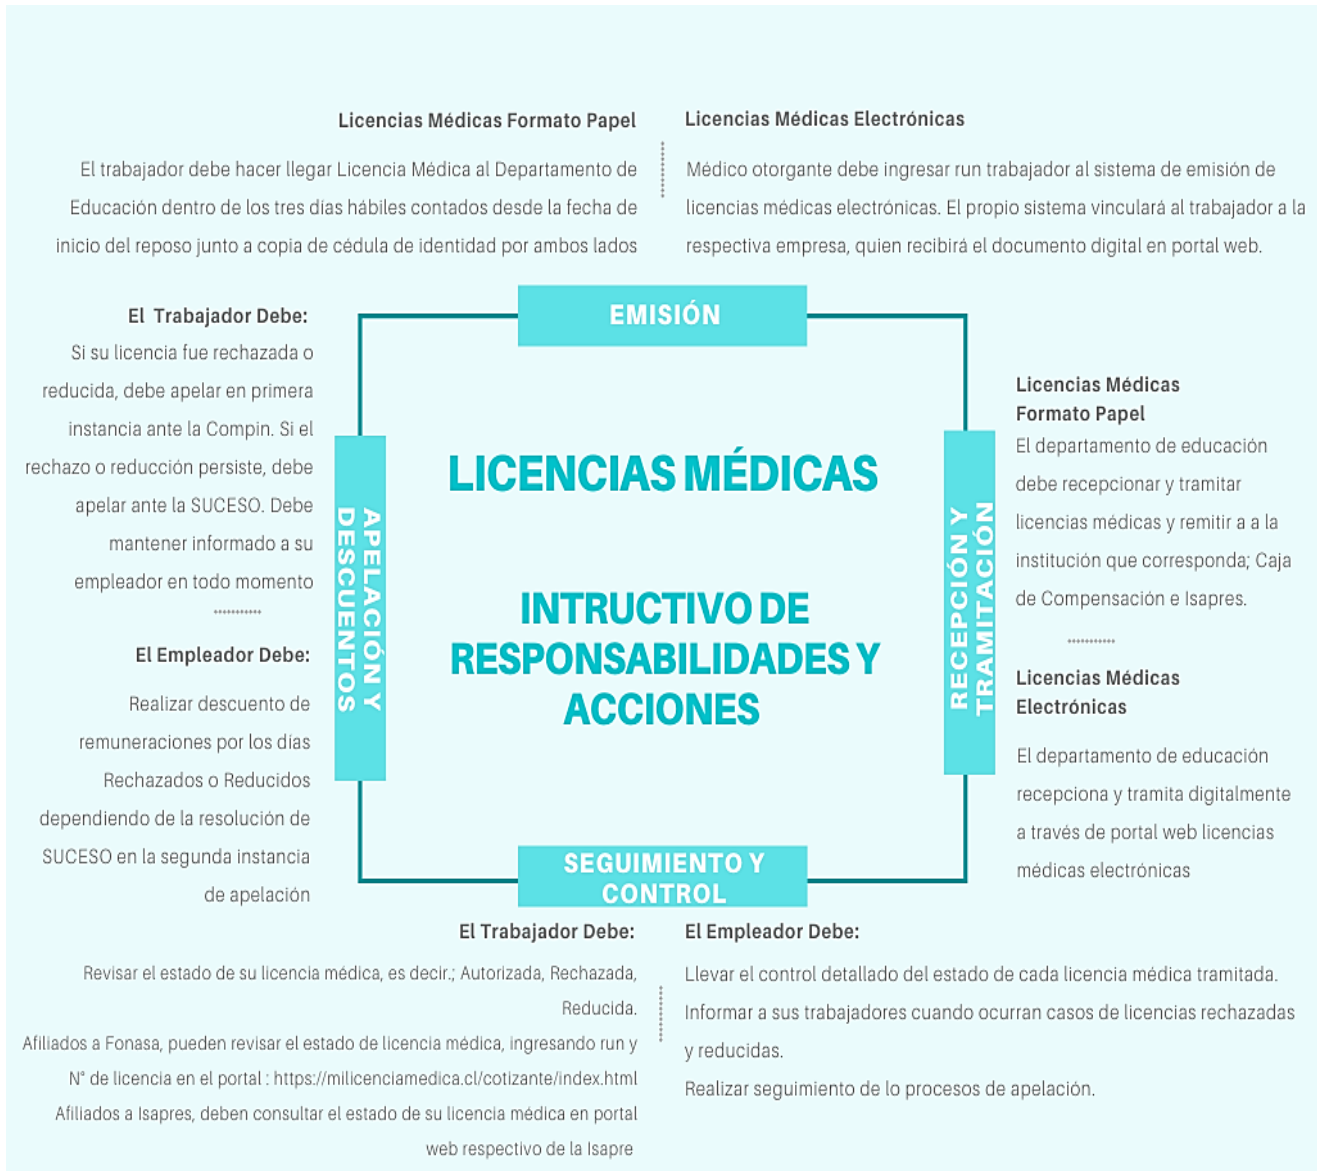 Licencias Médicas Formato Papel
El trabajador debe hacer llegar Licencia Médica al Departamento de
Educación dentro de los tres días hábiles contados desde la fecha de
inicio del reposo junto a copia de cédula de identidad por ambos lados
Licencias Médicas Electrónicas
Médico otorgante debe ingresar run trabajador al sistema de emisión de
licencias médicas electrónicas. El propio sistema vinculará al trabajador a la
respectiva empresa, quien recibirá el documento digital en portal web.
EMISIÓN
El Trabajador Debe:
Si su licencia fue rechazada o
reducida, debe apelar en primera
instancia ante la Compin. Si el
rechazo o reducción persiste, debe
apelar ante la SUCESO. Debe
mantener informado a su
empleador en todo momento
El Empleador Debe:
Realizar descuento de
remuneraciones por los días
Rechazados o Reducidos
dependiendo de la resolución de
SUCESO en la segunda instancia
de apelación
APELACIÓN Y
DESCUENTOS
LICENCIAS MÉDICAS
INTRUCTIVO DE
RESPONSABILIDADES Y
ACCIONES
RECEPCIÓN Y
TRAMITACIÓN
Licencias Médicas
Formato Papel
El departamento de educación
debe recepcionar y tramitar
licencias médicas y remitir a a la
institución que corresponda; Caja
de Compensación e Isapres.
Licencias Médicas
Electrónicas
El departamento de educación
recepciona y tramita digitalmente
a través de portal web licencias
médicas electrónicas
SEGUIMIENTO Y
CONTROL
El Trabajador Debe:
Revisar el estado de su licencia médica, es decir.; Autorizada, Rechazada,
Reducida.
Afiliados a Fonasa, pueden revisar el estado de licencia médica, ingresando run y
N° de licencia en el portal : https://milicenciamedica.cl/cotizante/index.html
Afiliados a Isapres, deben consultar el estado de su licencia médica en portal
web respectivo de la Isapre
El Empleador Debe:
Llevar el control detallado del estado de cada licencia médica tramitada.
Informar a sus trabajadores cuando ocurran casos de licencias rechazadas
y reducidas.
Realizar seguimiento de lo procesos de apelación.